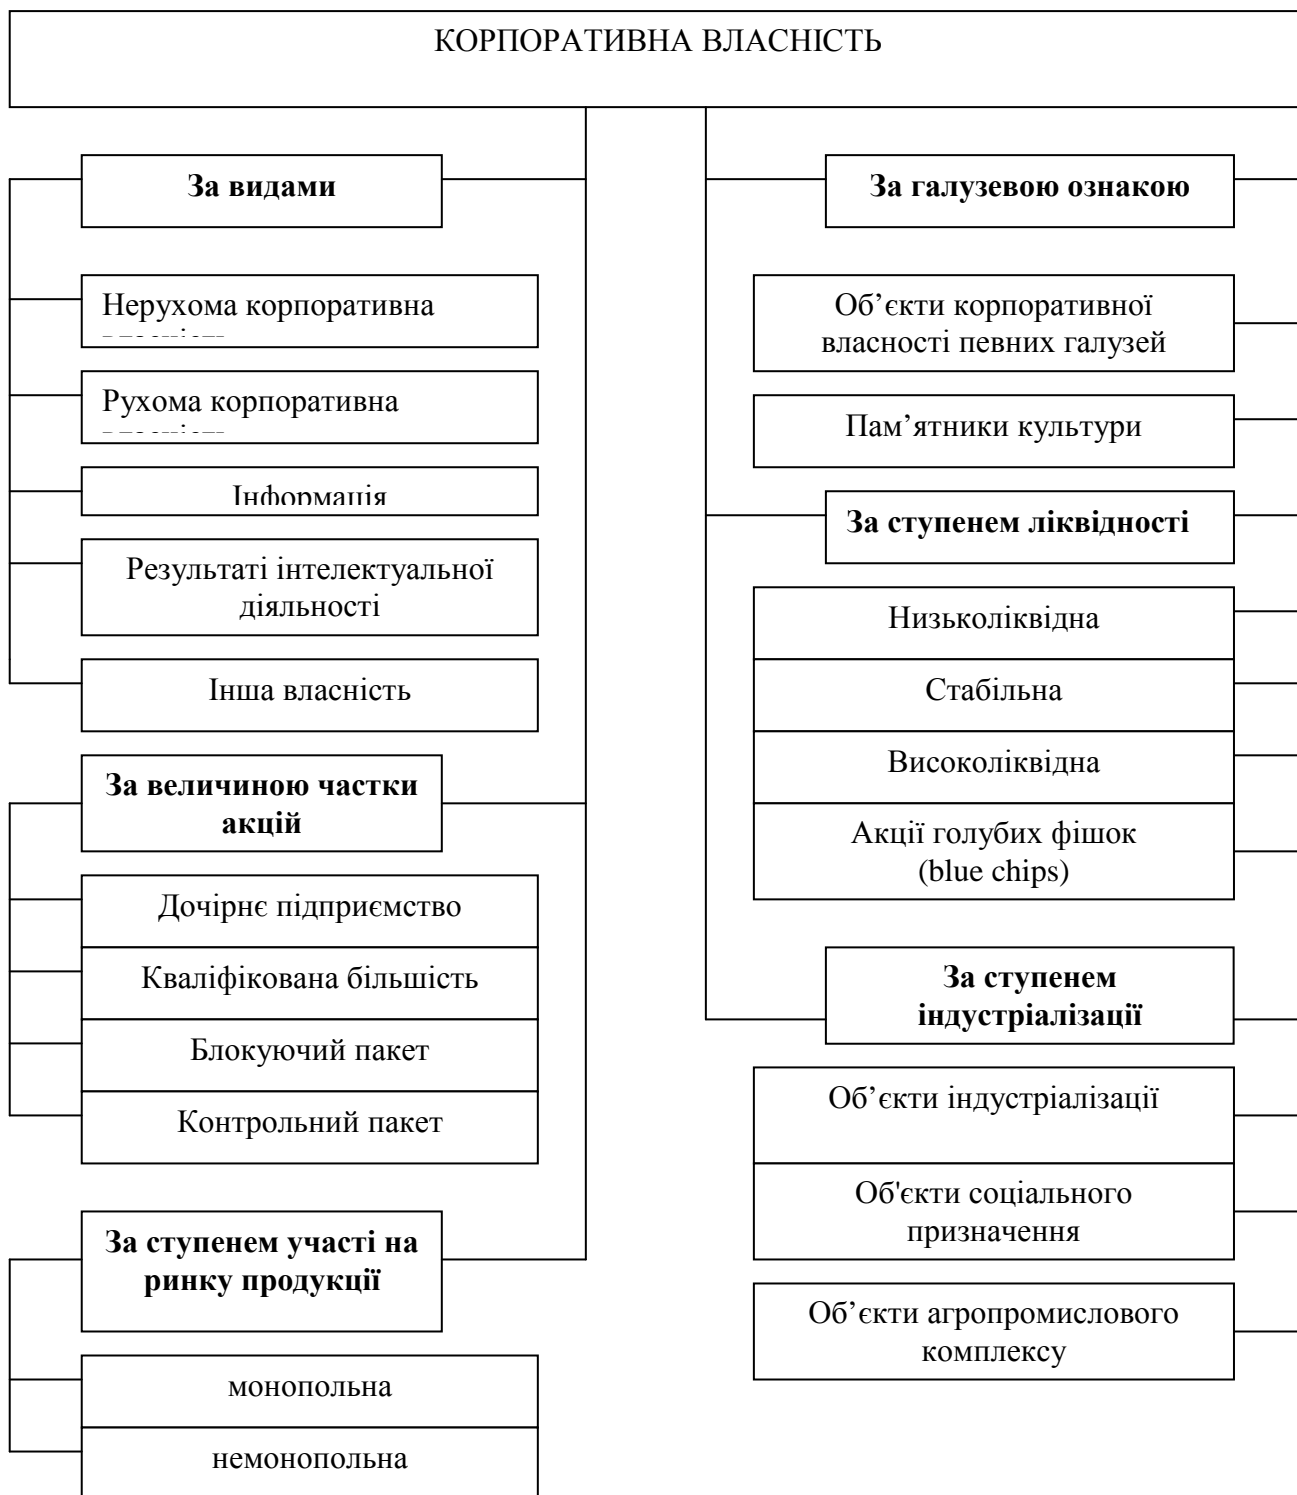 КОРПОРАТИВНА ВЛАСНІСТЬ
За видами
Нерухома корпоративна
власність
Рухома корпоративна
власність
Інформація
Результаті інтелектуальної
діяльності
Інша власність
За величиною частки
акцій
Дочірнє підприємство
Кваліфікована більшість
Блокуючий пакет
Контрольний пакет
За ступенем участі на
ринку продукції
монопольна
немонопольна
За галузевою ознакою
Об’єкти корпоративної
власності певних галузей
Пам’ятники культури
За ступенем ліквідності
Низьколіквідна
Стабільна
Високоліквідна
Акції голубих фішок
(blue chips)
За ступенем
індустріалізації
Об’єкти індустріалізації
Об'єкти соціального
призначення
Об’єкти агропромислового
комплексу